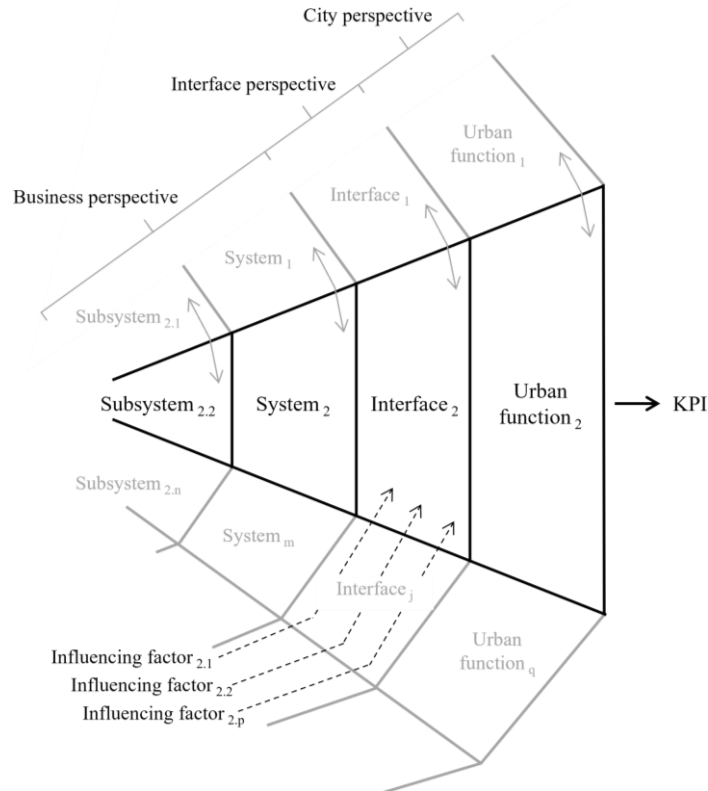 City perspective
Interface perspective
Business perspective
Urban
function 1
Interface 1
System 1
Subsystem 2.1
Subsystem 2.2
System 2
Interface 2
Urban
function 2
KPI
Subsystem 2.n
System m
Interface j
Urban
function q
Influencing factor 2.1
Influencing factor 2.2
Influencing factor 2.p